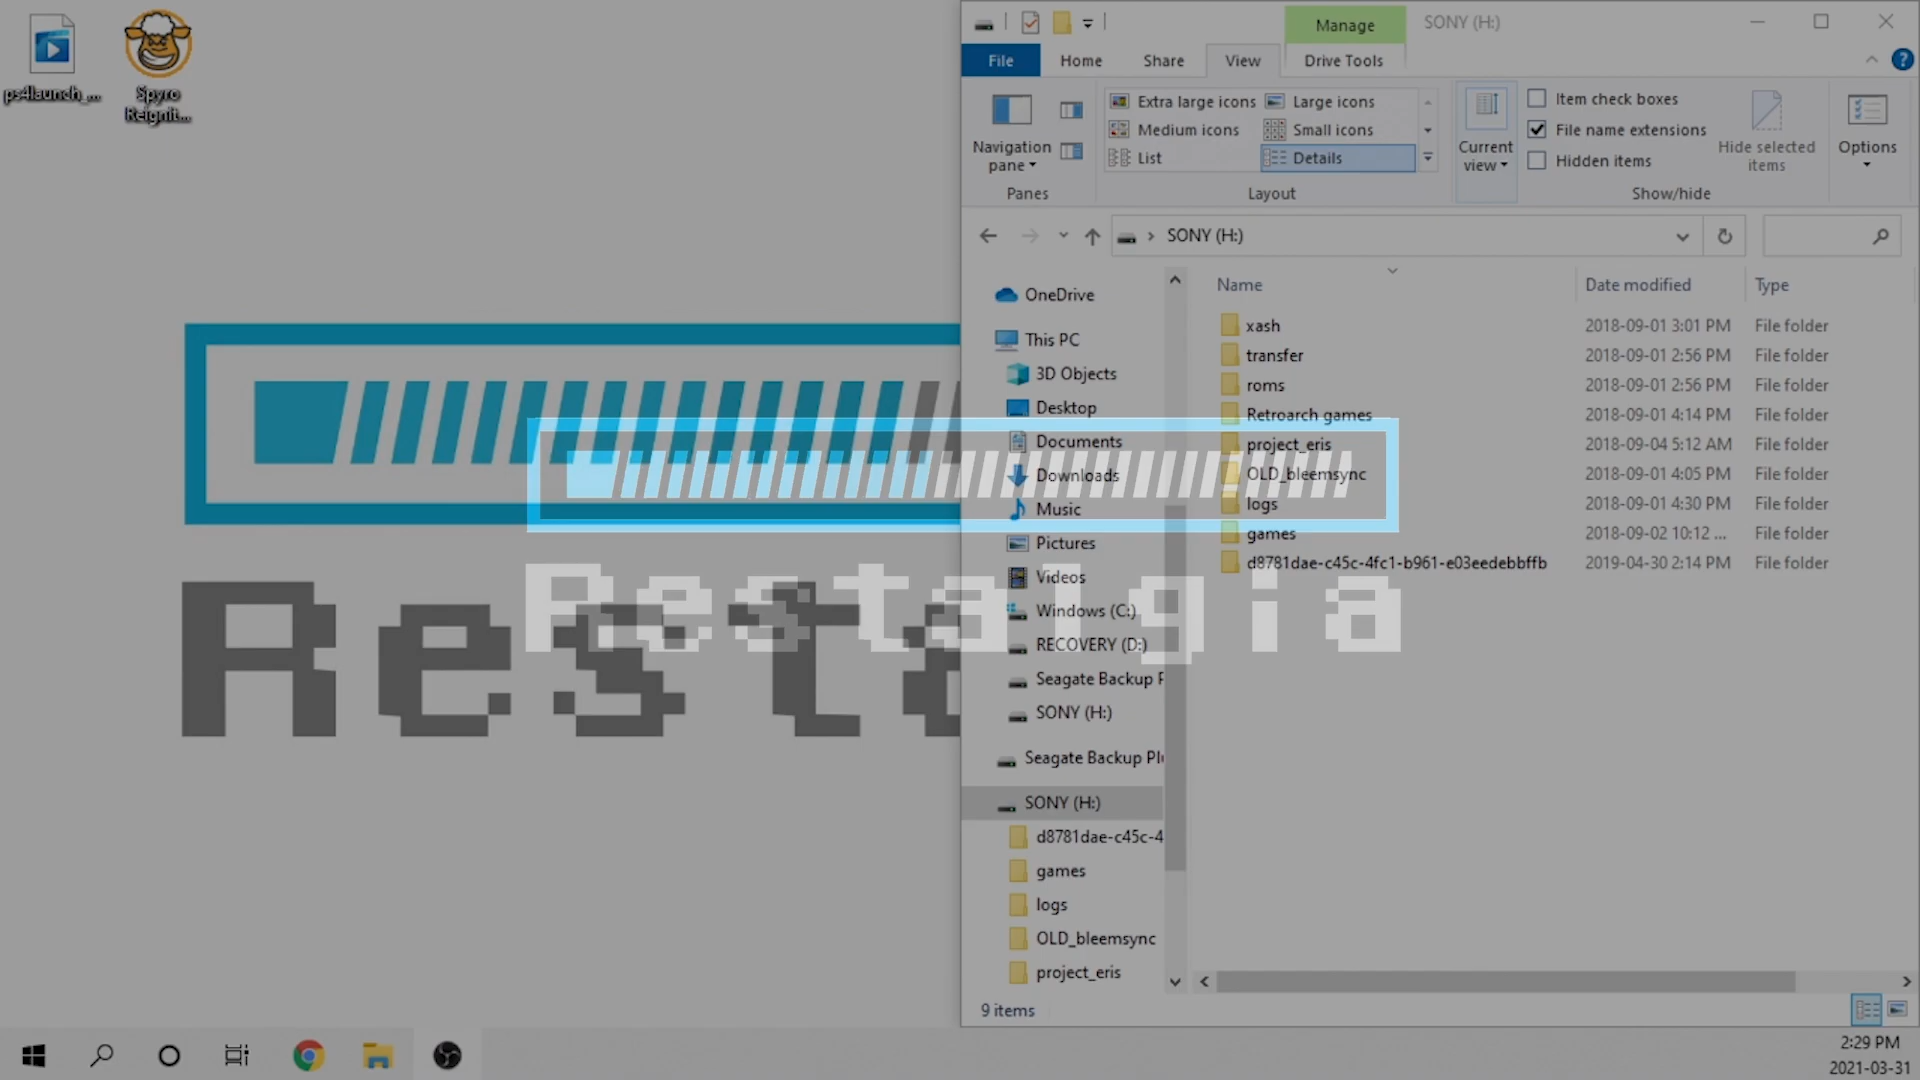 ps4launch_...
Spyro
Reignit...
Manage
SONY (H:)
File
Home
Share
View
Drive Tools
Navigation
pane
Panes
Extra large icons
Large icons
Medium icons
Small icons
List
Details
Layout
Current
view
Item check boxes
File name extensions
Hidden items
Hide selected
items
Show/hide
Options
SONY (H:)
OneDrive
This PC
3D Objects
Desktop
Documents
Downloads
Music
Pictures
Videos
Windows (C:)
RECOVERY (D:)
Seagate Backup P
SONY (H:)
Seagate Backup Plu
SONY (H:)
d8781dae-c45c-4
games
logs
OLD_bleemsync
project_eris
Name Date modified Type
xash 2018-09-01 3:01 PM File folder
transfer 2018-09-01 2:56 PM File folder
roms 2018-09-01 2:56 PM File folder
Retroarch games 2018-09-01 4:14 PM File folder
project_eris 2018-09-04 5:12 AM File folder
OLD_bleemsync 2018-09-01 4:05 PM File folder
logs 2018-09-01 4:30 PM File folder
games 2018-09-02 10:12 ... File folder
d8781dae-c45c-4fc1-b961-e03eedebbffb 2019-04-30 2:14 PM File folder
9 items
Resta
Restalgia
2:29 PM
2021-03-31